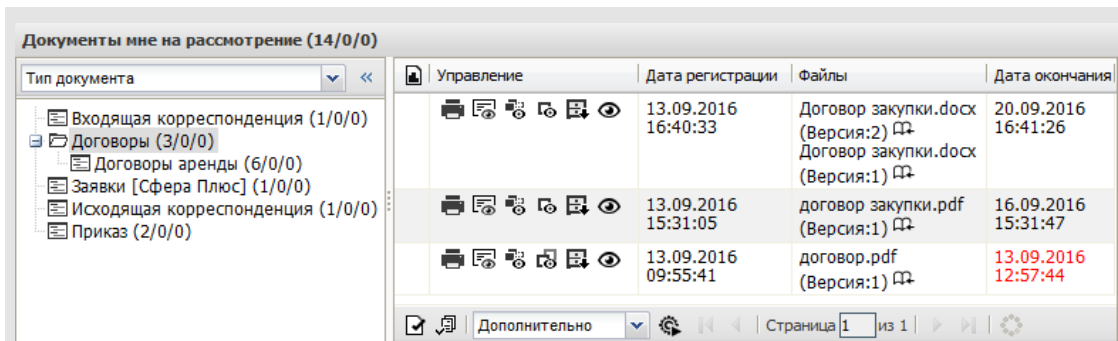 Документы мне на рассмотрение (14/0/0)
Тип документа
Входящая корреспонденция (1/0/0)
Договоры (3/0/0)
Договоры аренды (6/0/0)
Заявки [Сфера Плюс] (1/0/0)
Исходящая корреспонденция (1/0/0)
Приказ (2/0/0)
Управление Дата регистрации Файлы Дата окончания
13.09.2016 Договор закупки.docx 20.09.2016
16:40:33 (Версия:2) 16:41:26
Договор закупки.docx
(Версия:1)
13.09.2016 договор закупки.pdf 16.09.2016
15:31:05 (Версия:1) 15:31:47
13.09.2016 договор.pdf 13.09.2016
09:55:41 (Версия:1) 12:57:44
Дополнительно Страница 1 из 1